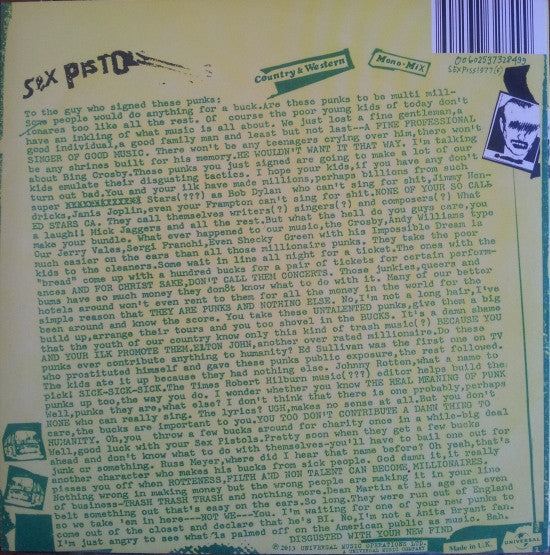 SEX PISTOLS
Country & Western
Mono-Mix
00602537328499
SEXPISS1977
To the guy who signed these punks:
Some people would do anything for a buck.Are these punks to be multi mill-
ionares too like all the rest. Of course the poor young kids of today don't
have an inkling of what music is all about. We just lost a fine gentleman,A
good individual,a good family man and least but not last--A FINE PROFESSIONAL
SINGER OF GOOD MUSIC. There won't be any teenagers crying over him,there won't
be any shrines built for his memory.HE WOULDN'T WANT IT THAT WAY. I'm talking
about Bing Crosby.These punks you just signed are going to make a lot of our
kids emulate their disgusting tactics. I hope your kids,if you have any don't
turn out bad.You and your ilk have made millions,perhaps billions from such
super Stars(???) as Bob Dylan who can't sing for shit,Jimmy Hen-
dricks,Janis Joplin,even your Frampton can't sing for shit.NONE OF YOUR SO CALL
ED STARS CA. They call themselves writers(?) singers(?) and composers(?) What
a laugh!! Mick Jaggers and all the rest.But what the hell do you guys care,you
make your bundle. What ever happened to our music,the Crosby,Andy Williams type
Our Jerry Vales,Sergi Franchi,Even Shecky Green with his Impossible Dream is
much easier on the ears than all those millionaire punks. They take the poor
kids to the cleaners.Some wait in line all night for a ticket.The ones with the
"bread" come up with a hundred bucks for a pair of tickets for certain perform-
ances AND FOR CHRIST SAKE,DON'T CALL THEM CONCERTS. Those junkies,queers and
bums have so much money they don't know what to do with it. Many of our better
hotels around won't even rent to them for all the money in the world for the
simple reason that THEY ARE PUNKS AND NOTHING ELSE. No,I'm not a long hair,I've
been around and know the score. You take these UNTALENTED punks,give them a big
build up,arrange their tours and you too shovel in the BUCKS. It's a damn shame
that the youth of our country know only this kind of trash music(?) BECAUSE YOU
AND YOUR ILK PROMOTE THEM.ELTON JOHN,another over rated millionaire.Do these
punks ever contribute anything to humanity? Ed Sullivan was the first one on TV
who prostituted himself and gave these punks public exposure,the rest followed.
The kids ate it up because they had nothing else. Johnny Rotten,what a name to
pick! SICK-SICK-SICK.The Times Robert Hilburn music(???) editor helps build the
punks up too,the way you do. I wonder whether you know THE REAL MEANING OF PUNK
Well,punks they are,what else? I don't think that there is one probubly,perhaps
NONE who can really sing. The lyrics? UGH,makes no sense at all.But you don't
care,the bucks are important to you.YOU TOO DON'T CONTRIBUTE A DAMN THING TO
HUMANITY. Oh,you throw a few bucks around for charity once in a while-big deal
Well,good luck with your Sex Pistols.Pretty soon when they get a few bucks
ahead and don't know what to do with themselves-you'll have to bail one out for
junk or something. Russ Meyer,where did I hear that name before? Oh yeah,that's
another character who makes his bucks from sick people. God damn it,it really
pisses you off when ROTTENESS,FILTH AND NOT TALENT CAN BECOME MILLIONAIRES.
Nothing wrong in making money but the wrong people are making it in your line
of business-TRASH TRASH TRASH and nothing more.Dear Martin at his age can even
belt something out that's easy on the ears.So long.They were run out of England
so we take 'em in here---NOT WE---You. I'm waiting for one of your new punks to
come out of the closet and declare that he's BI. No,I'm not a Anita Bryant fan.
I'm just angry to see what is palmed off on the American public as music. Bah.
DISGUSTED WITH YOUR NEW FIND
℗ 2013 UNIVERSAL MUSIC OPERATIONS LTD.
Made in U.K.
UNIVERSAL